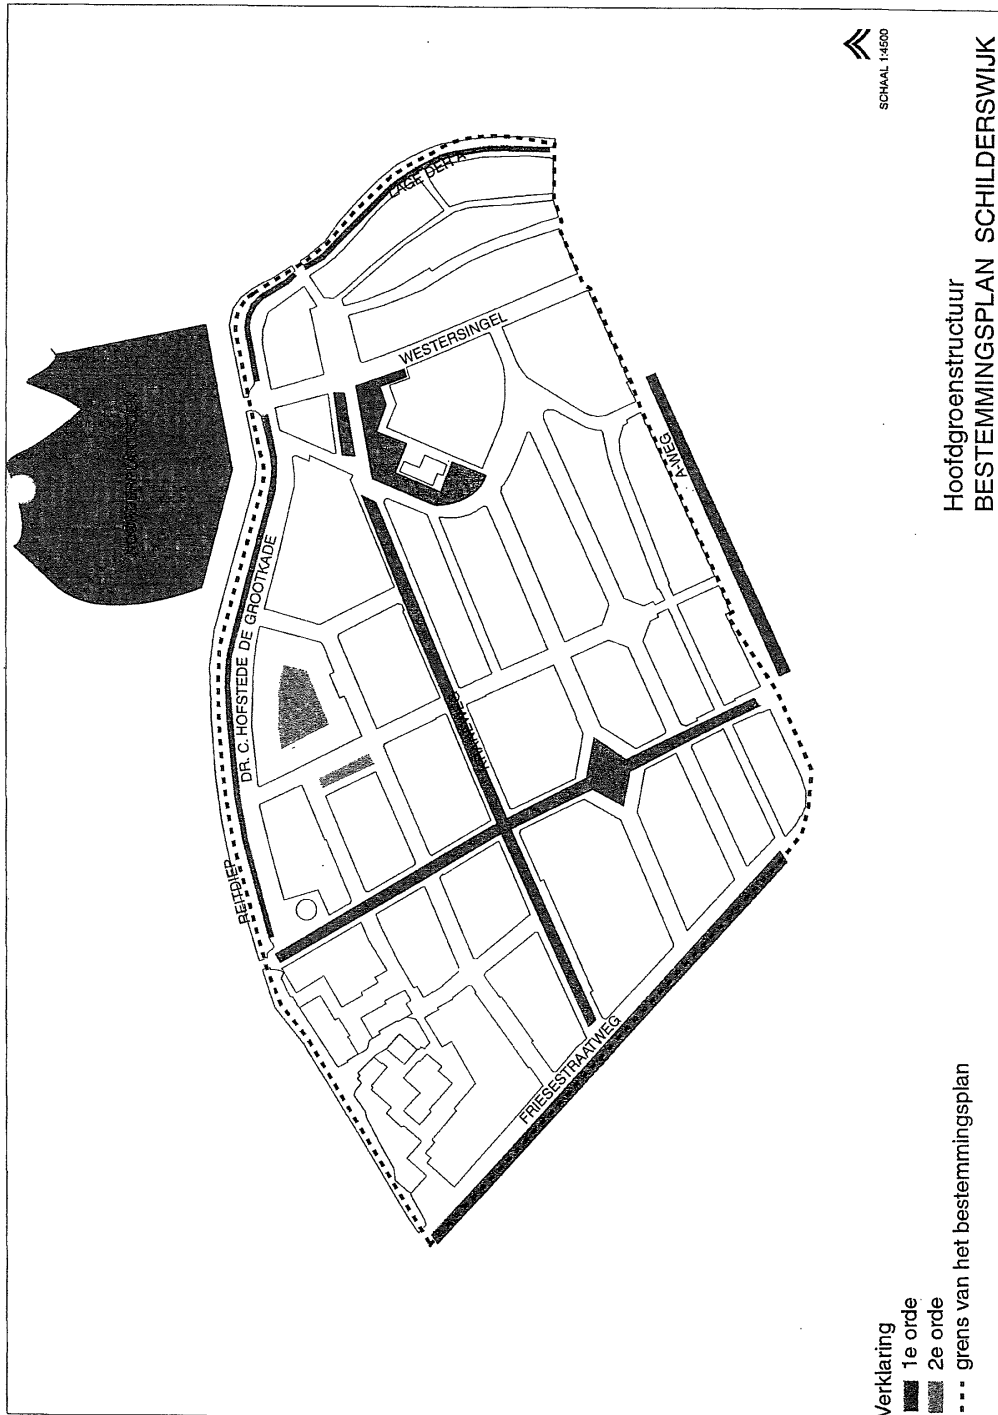 SCHAAL 1:4500
LAGE DER A
WESTERSINGEL
A-WEG
DR. C. HOFSTEDE DE GROOTKADE
REITDIEP
FRIESESTRAATWEG
Hoofdgroenstructuur
BESTEMMINGSPLAN SCHILDERSWIJK
Verklaring
1e orde
2e orde
grens van het bestemmingsplan